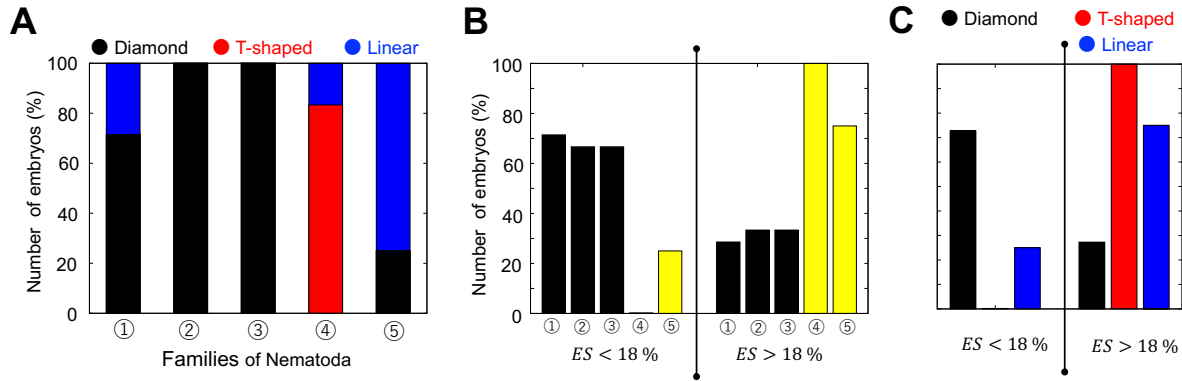 A
Diamond T-shaped Linear
Number of embryos (%)
100
80
60
40
20
0
① ② ③ ④ ⑤
Families of Nematoda
B
Number of embryos (%)
100
80
60
40
20
0
① ② ③ ④ ⑤ ① ② ③ ④ ⑤
ES < 18 % ES > 18 %
C
Diamond T-shaped
Linear
ES < 18 % ES > 18 %